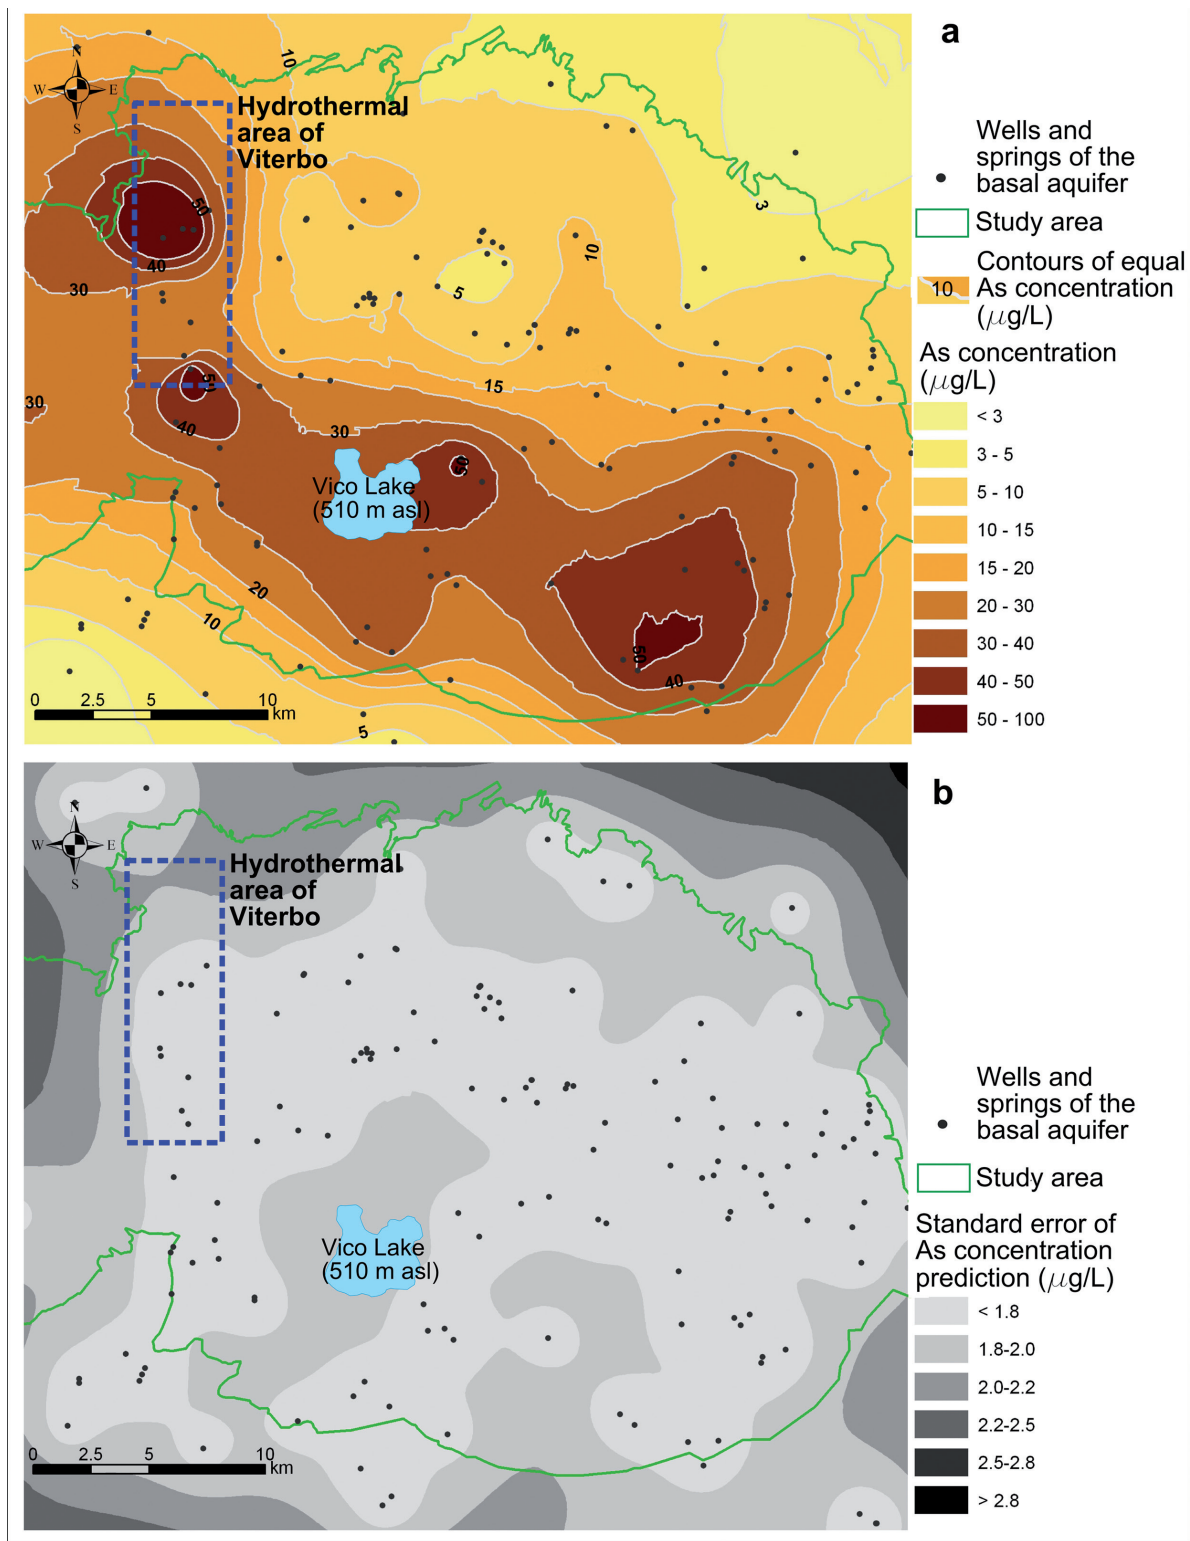 a
N
W
E
S
10
Hydrothermal
area of
Viterbo
50
40
30
3
10
5
15
50
40
30
30
50
Vico Lake
(510 m asl)
20
10
50
40
5
0
2.5
5
10
km
Wells and
springs of the
basal aquifer
Study area
Contours of equal
As concentration
(μg/L)
10
As concentration
(μg/L)
< 3
3 - 5
5 - 10
10 - 15
15 - 20
20 - 30
30 - 40
40 - 50
50 - 100
b
N
W
E
S
Hydrothermal
area of
Viterbo
Vico Lake
(510 m asl)
0
2.5
5
10
km
Wells and
springs of the
basal aquifer
Study area
Standard error of
As concentration
prediction (μg/L)
< 1.8
1.8-2.0
2.0-2.2
2.2-2.5
2.5-2.8
> 2.8